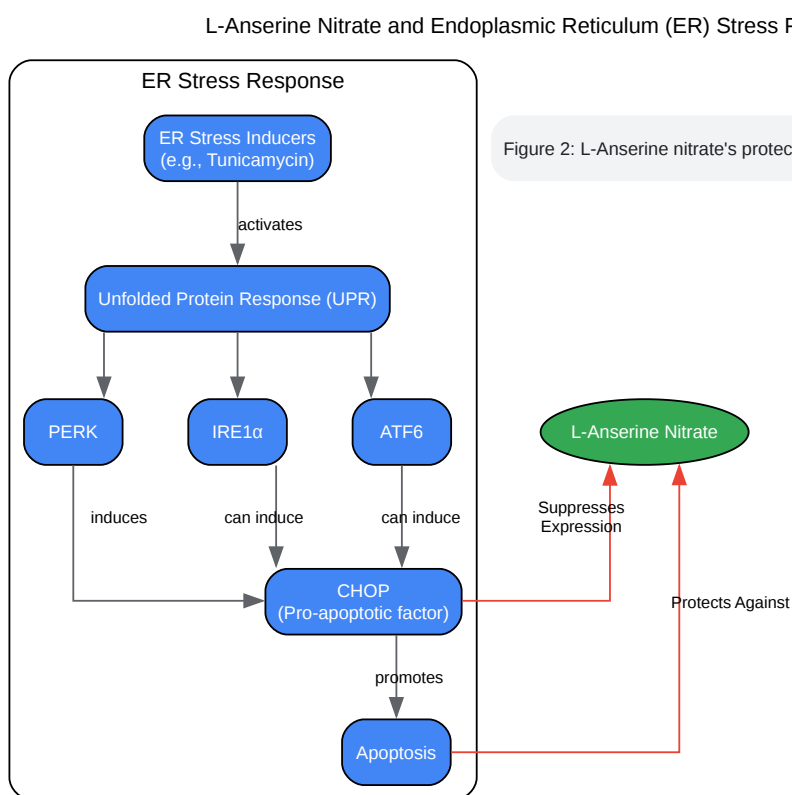 L-Anserine Nitrate and Endoplasmic Reticulum (ER) Stress
ER Stress Response
ER Stress Inducers
(e.g., Tunicamycin)
Figure 2: L-Anserine nitrate's
activates
Unfolded Protein Response (UPR)
PERK
IRE1α
ATF6
L-Anserine Nitrate
induces
can induce
can induce
Suppresses
Expression
CHOP
(Pro-apoptotic factor)
Protects Against
promotes
Apoptosis